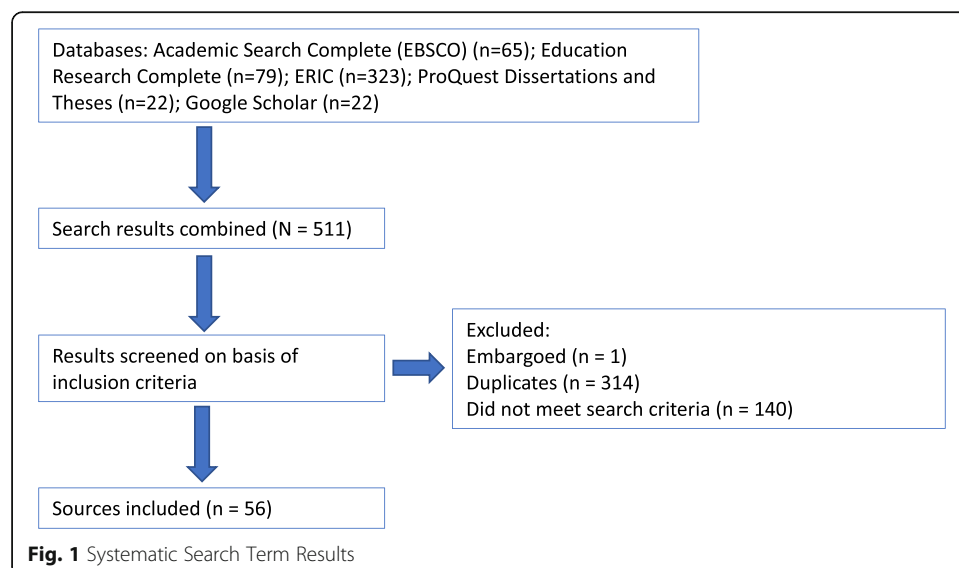 Databases: Academic Search Complete (EBSCO) (n=65); Education
Research Complete (n=79); ERIC (n=323); ProQuest Dissertations and
Theses (n=22); Google Scholar (n=22)
Search results combined (N = 511)
Results screened on basis of
inclusion criteria
Excluded:
Embargoed (n = 1)
Duplicates (n = 314)
Did not meet search criteria (n = 140)
Sources included (n = 56)
Fig. 1 Systematic Search Term Results